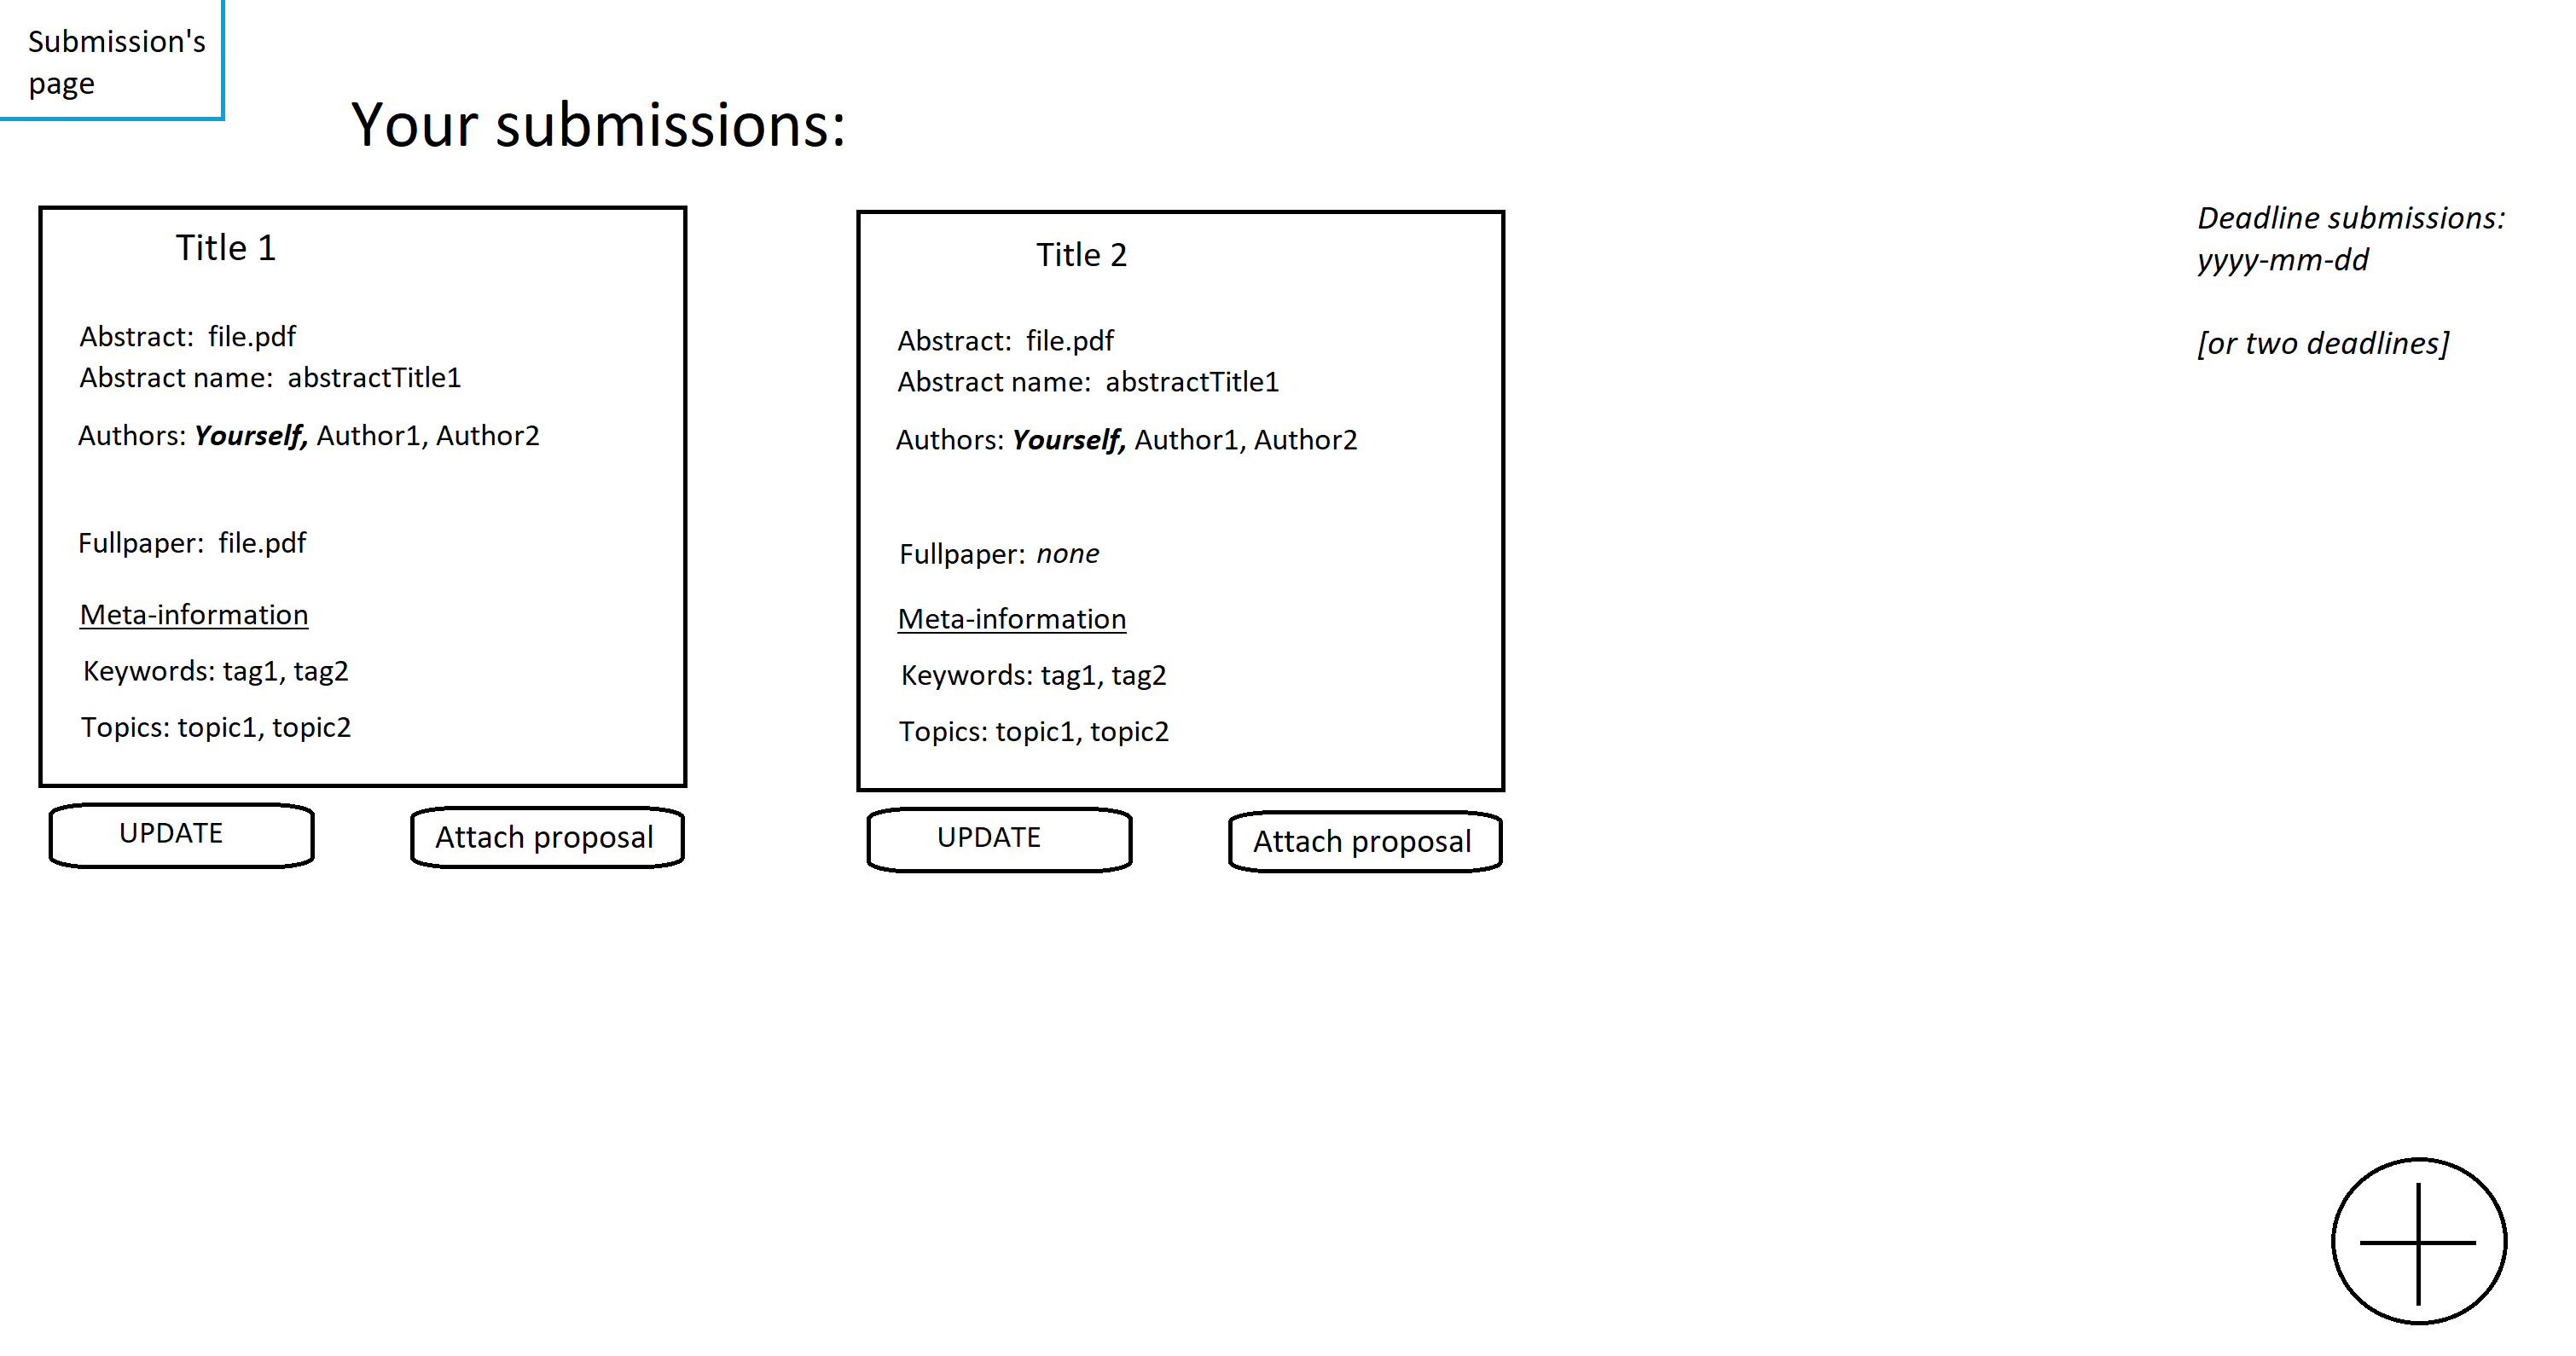 Submission's
page
Your submissions:
Title 1
Abstract:  file.pdf
Abstract name:  abstractTitle1
Authors: Yourself, Author1, Author2
Fullpaper:  file.pdf
Meta-information
Keywords: tag1, tag2
Topics: topic1, topic2
UPDATE
Attach proposal
Title 2
Abstract:  file.pdf
Abstract name:  abstractTitle1
Authors: Yourself, Author1, Author2
Fullpaper: none
Meta-information
Keywords: tag1, tag2
Topics: topic1, topic2
UPDATE
Attach proposal
Deadline submissions:
yyyy-mm-dd
[or two deadlines]